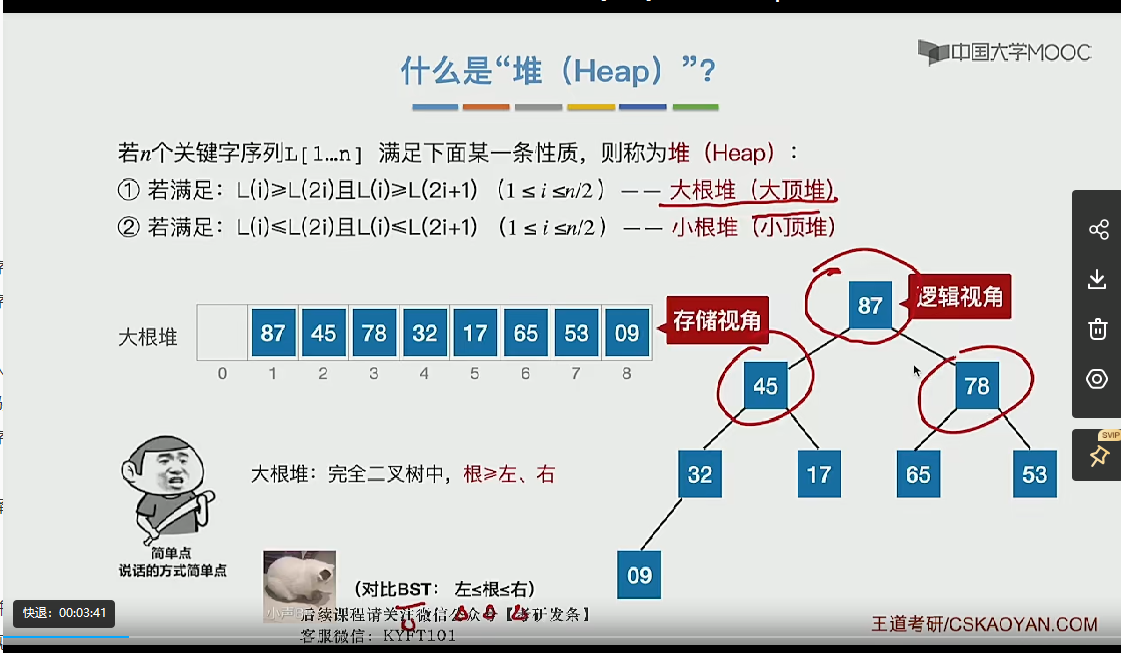 中国大学MOOC
什么是“堆（Heap）”？
若n个关键字序列L[1…n] 满足下面某一条性质，则称为堆（Heap）：
① 若满足：L(i)≥L(2i)且L(i)≥L(2i+1)（1 ≤ i ≤n/2 ）—— 大根堆（大顶堆）
② 若满足：L(i)≤L(2i)且L(i)≤L(2i+1)（1 ≤ i ≤n/2 ）—— 小根堆（小顶堆）
大根堆
87 45 78 32 17 65 53 09
0 1 2 3 4 5 6 7 8
存储视角
逻辑视角
87
45 78
32 17 65 53
09
大根堆：完全二叉树中，根≥左、右
简单点
说话的方式简单点
（对比BST： 左≤根≤右）
后续课程请关注微信公众号【考研发条】
客服微信：KYFT101
快退：00:03:41
王道考研/CSKAOYAN.COM
SVIP